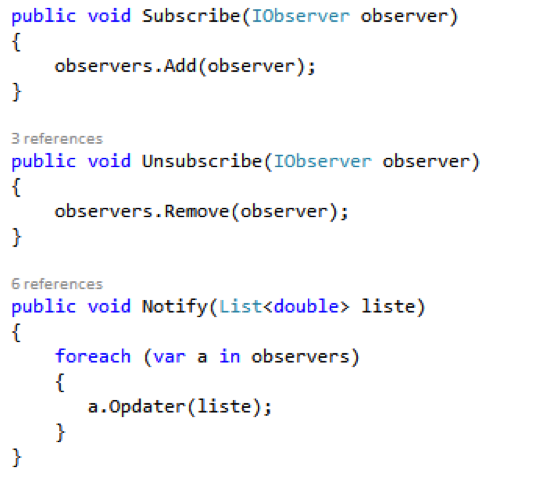 public void Subscribe(IObserver observer)
{
    observers.Add(observer);
}
3 references
public void Unsubscribe(IObserver observer)
{
    observers.Remove(observer);
}
6 references
public void Notify(List<double> liste)
{
    foreach (var a in observers)
    {
       a.Opdater(liste);
    }
}